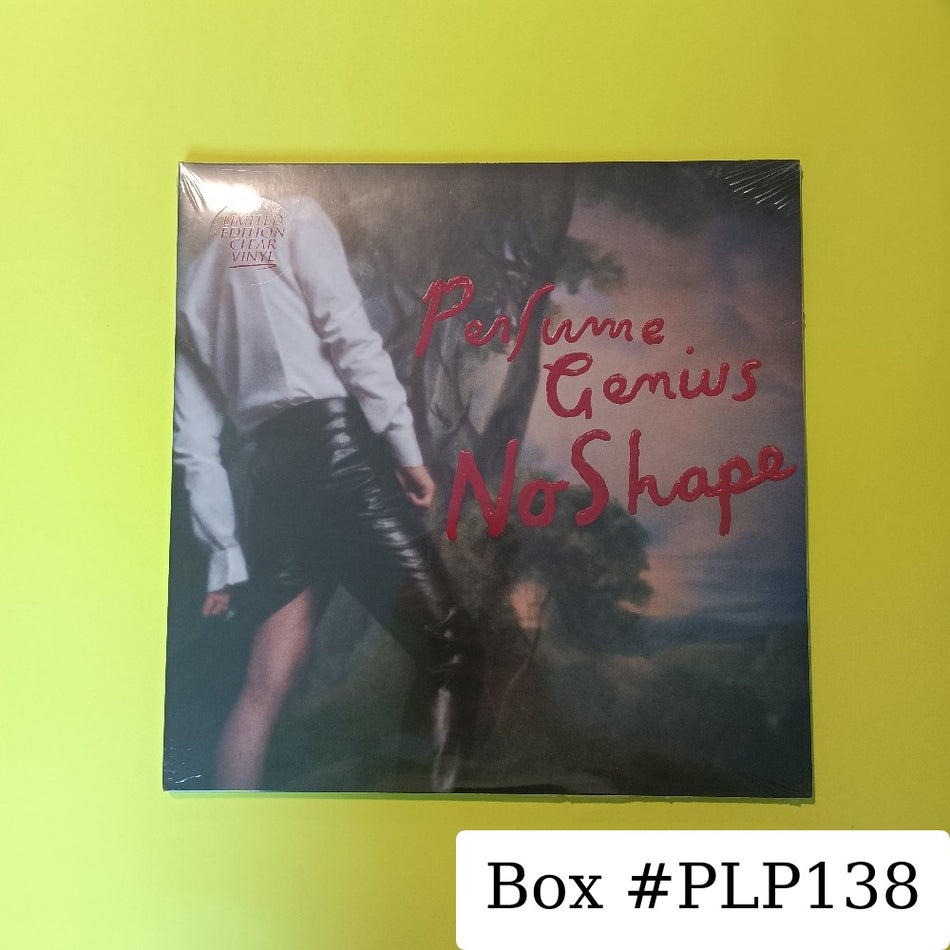 LIMITED
EDITION
CLEAR
VINYL
Perfume
Genius
No Shape
Box #PLP138